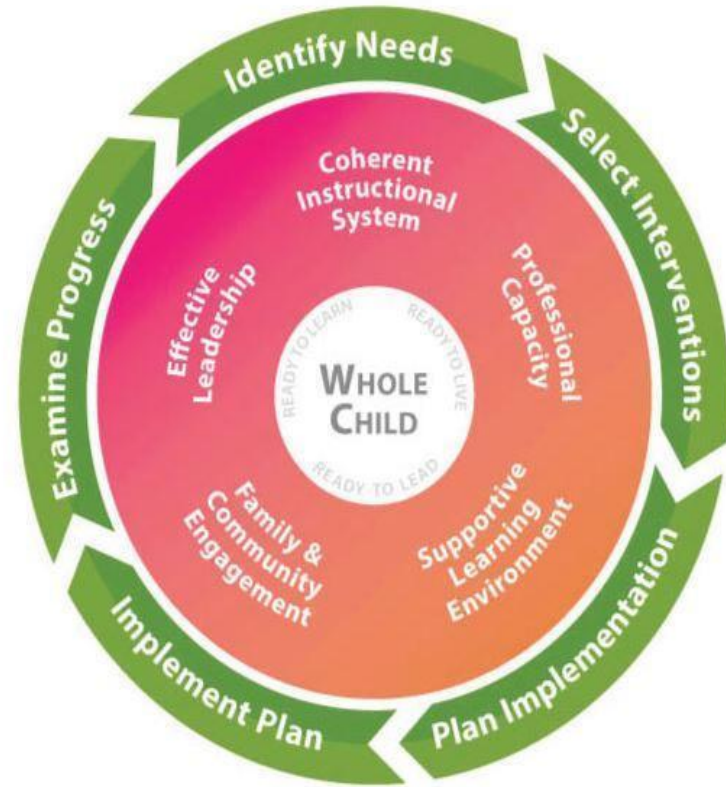 Identify Needs
Select Interventions
Plan Implementation
Implement Plan
Examine Progress
Coherent
Instructional
System
Professional
Capacity
Supportive
Learning
Environment
Family &
Community
Engagement
Effective
Leadership
READY TO LEARN
READY TO LIVE
READY TO LEAD
WHOLE
CHILD